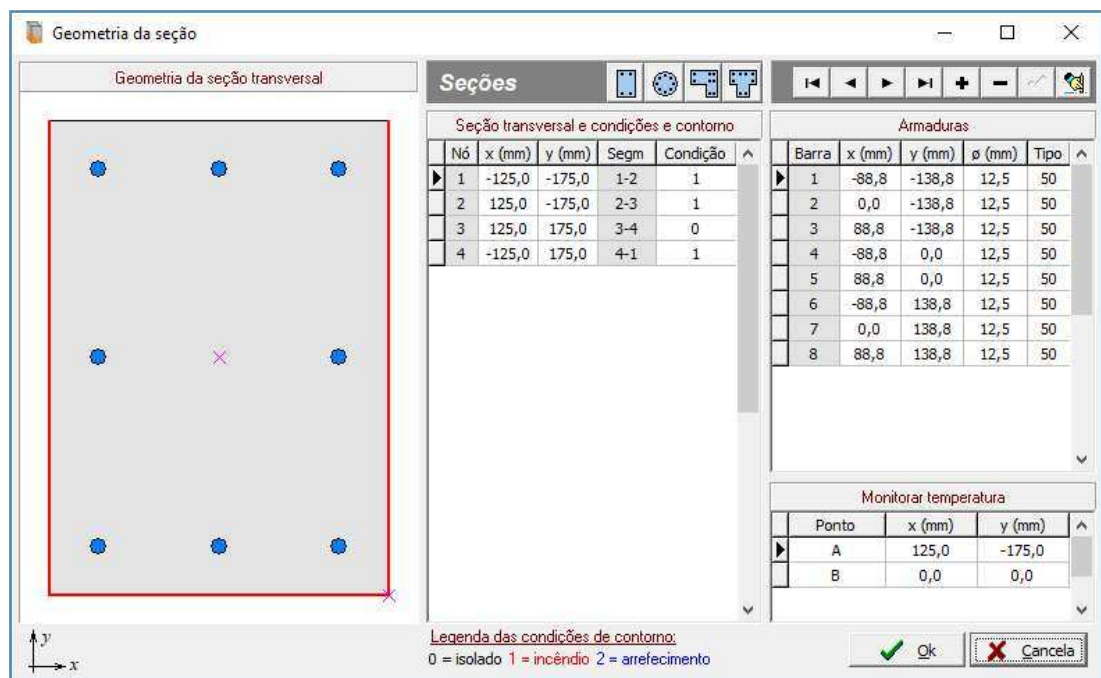 Geometria da seção
Geometria da seção transversal
Seções
Seção transversal e condições e contorno
Nó x (mm) y (mm) Segm Condição
1 -125,0 -175,0 1-2 1
2 125,0 -175,0 2-3 1
3 125,0 175,0 3-4 0
4 -125,0 175,0 4-1 1
Armaduras
Barra x (mm) y (mm) ø (mm) Tipo
1 -88,8 -138,8 12,5 50
2 0,0 -138,8 12,5 50
3 88,8 -138,8 12,5 50
4 -88,8 0,0 12,5 50
5 88,8 0,0 12,5 50
6 -88,8 138,8 12,5 50
7 0,0 138,8 12,5 50
8 88,8 138,8 12,5 50
Monitorar temperatura
Ponto x (mm) y (mm)
A 125,0 -175,0
B 0,0 0,0
y
x
Legenda das condições de contorno:
0 = isolado 1 = incêndio 2 = arrefecimento
Ok
Cancela